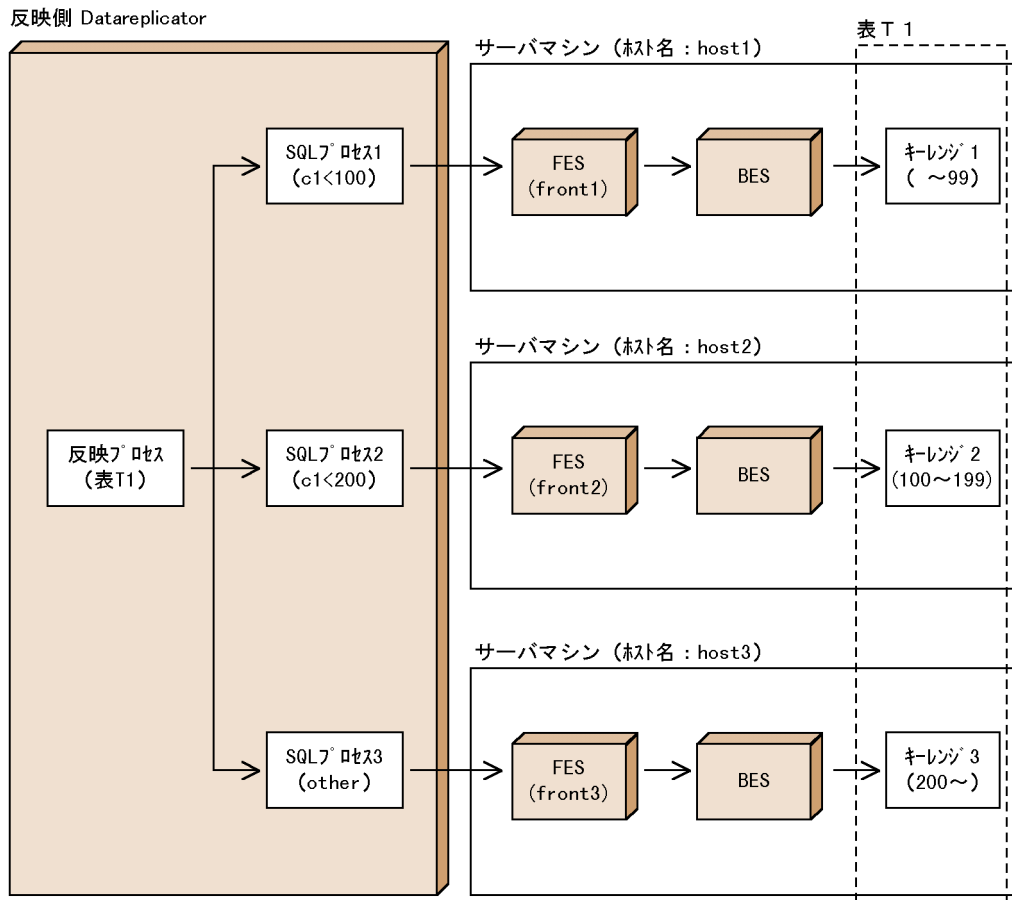 反映側 Datareplicator
表Ｔ１
サーバマシン（ﾎｽﾄ名：host1）
SQLﾌﾟﾛｾｽ1
(c1<100)
FES
(front1)
BES
ｷｰﾚﾝｼﾞ1
( ～99)
サーバマシン（ﾎｽﾄ名：host2）
反映ﾌﾟﾛｾｽ
(表T1)
SQLﾌﾟﾛｾｽ2
(c1<200)
FES
(front2)
BES
ｷｰﾚﾝｼﾞ2
(100～199)
サーバマシン（ﾎｽﾄ名：host3）
SQLﾌﾟﾛｾｽ3
(other)
FES
(front3)
BES
ｷｰﾚﾝｼﾞ3
(200～)